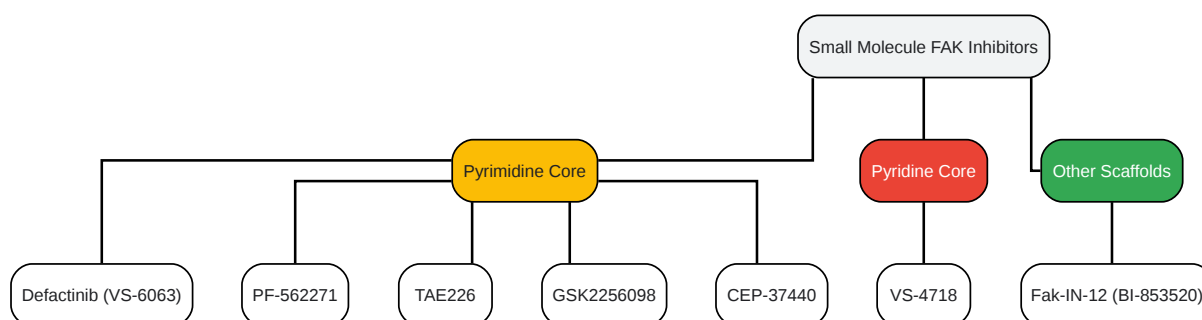 Small Molecule FAK Inhibitors
Pyrimidine Core
Pyridine Core
Other Scaffolds
Defactinib (VS-6063)
PF-562271
TAE226
GSK2256098
CEP-37440
VS-4718
Fak-IN-12 (BI-853520)